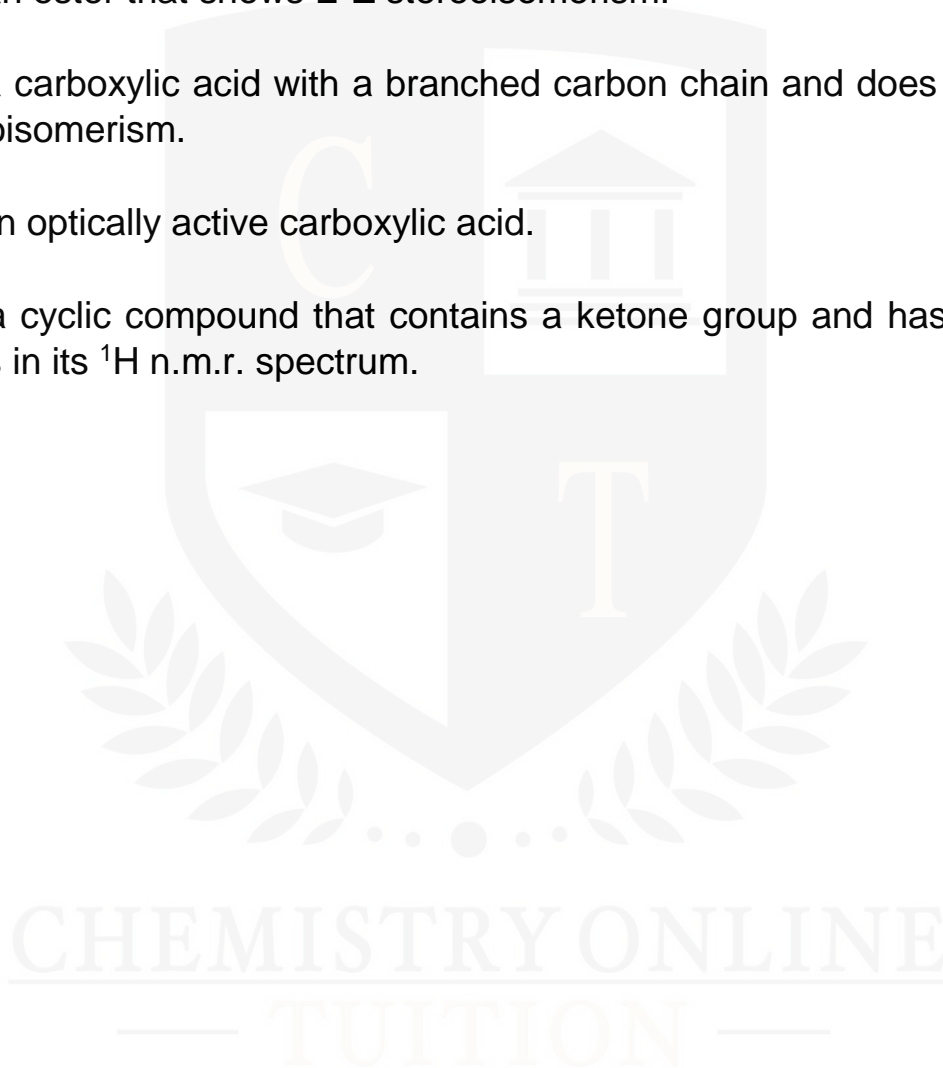 an ester that shows E-Z stereoisomerism.
carboxylic acid with a branched carbon chain and does
oisomerism.
n optically active carboxylic acid.
a cyclic compound that contains a ketone group and has
in its ¹H n.m.r. spectrum.
C
T
CHEMISTRY ONLINE
TUITION